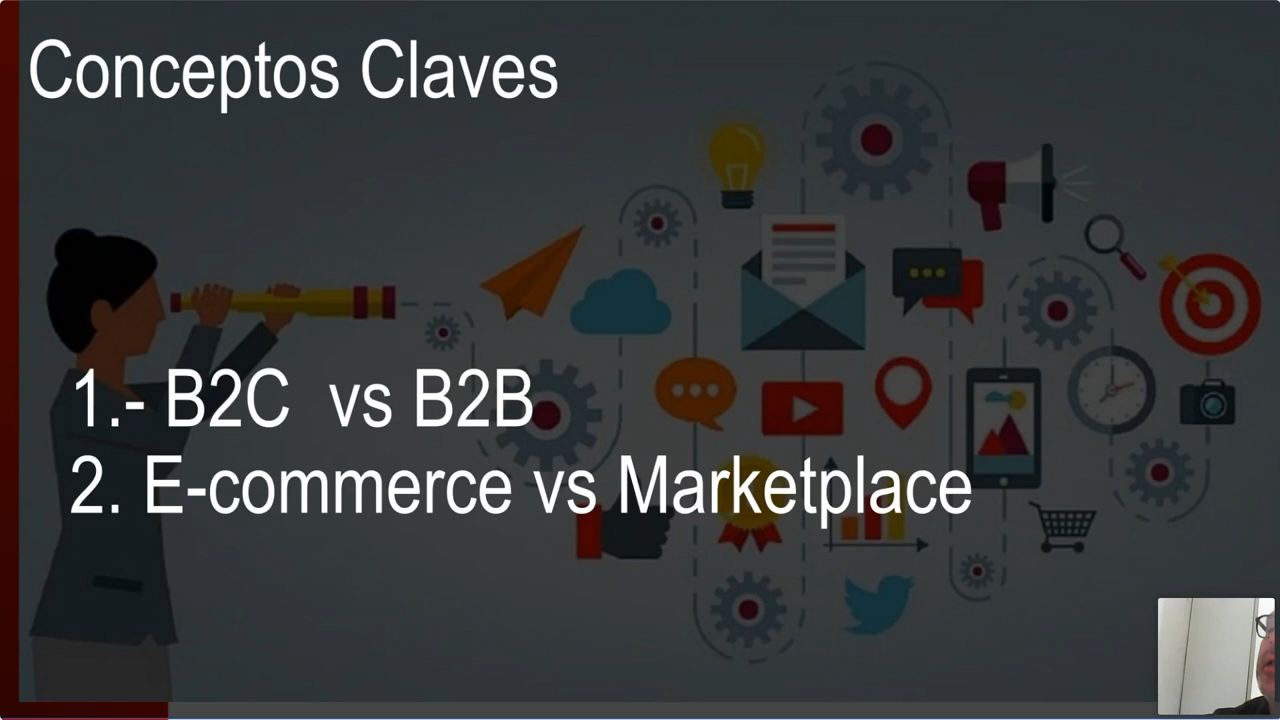 Conceptos Claves
1.- B2C vs B2B
2. E-commerce vs Marketplace